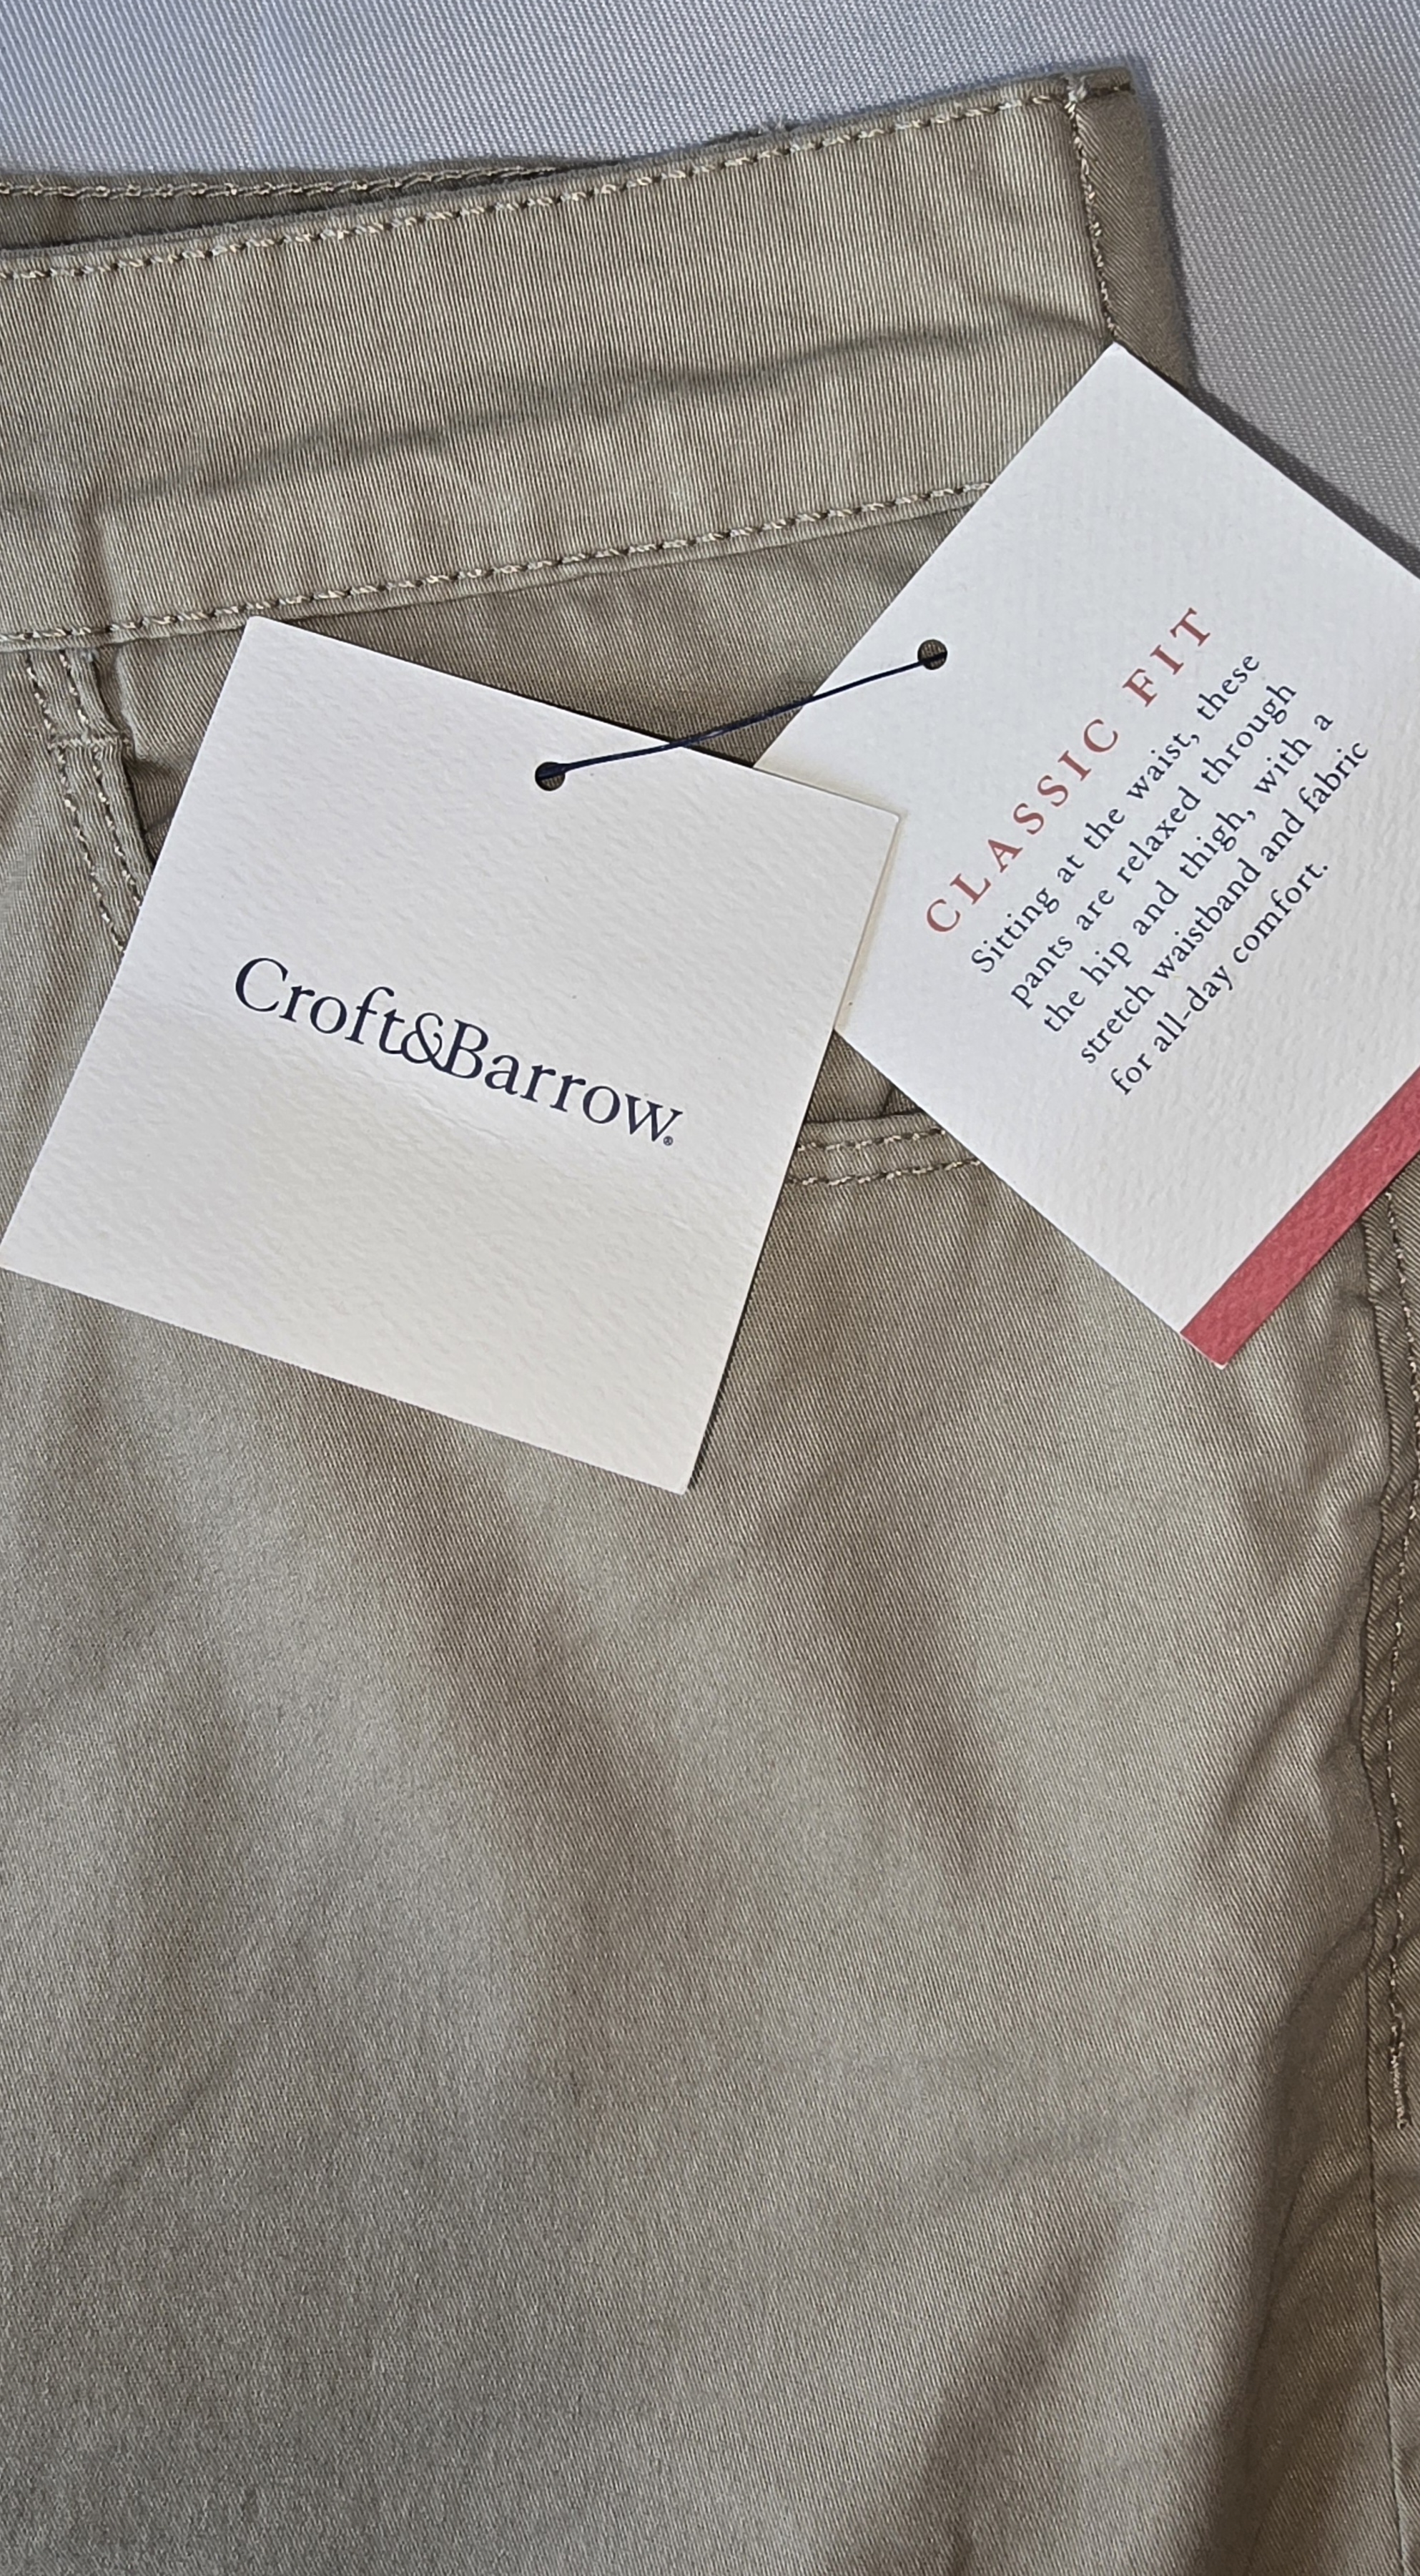 Croft&Barrow®
CLASSIC FIT
Sitting at the waist, these
pants are relaxed through
the hip and thigh, with a
stretch waistband and fabric
for all-day comfort.